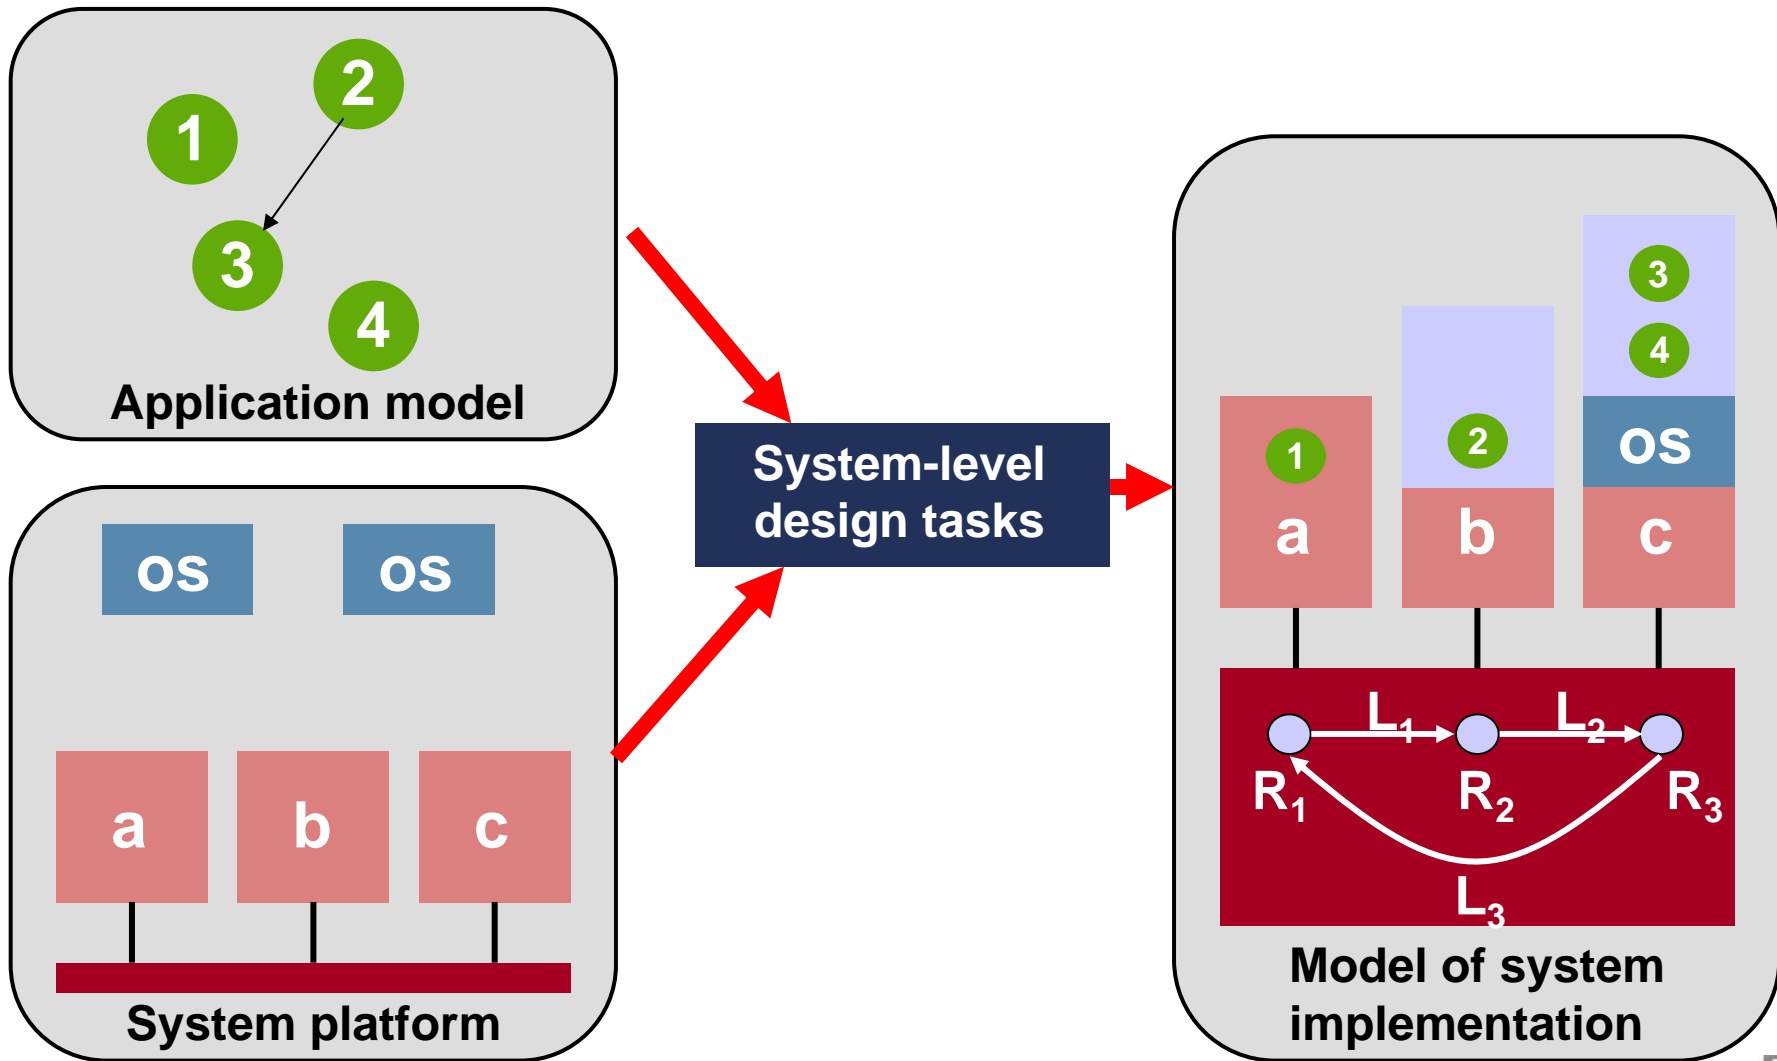 2
1
3
4
Application model
os os
a b c
System platform
System-level
design tasks
3
4
1 2 os
a b c
L1 L2
R1 R2 R3
L3
Model of system
implementation